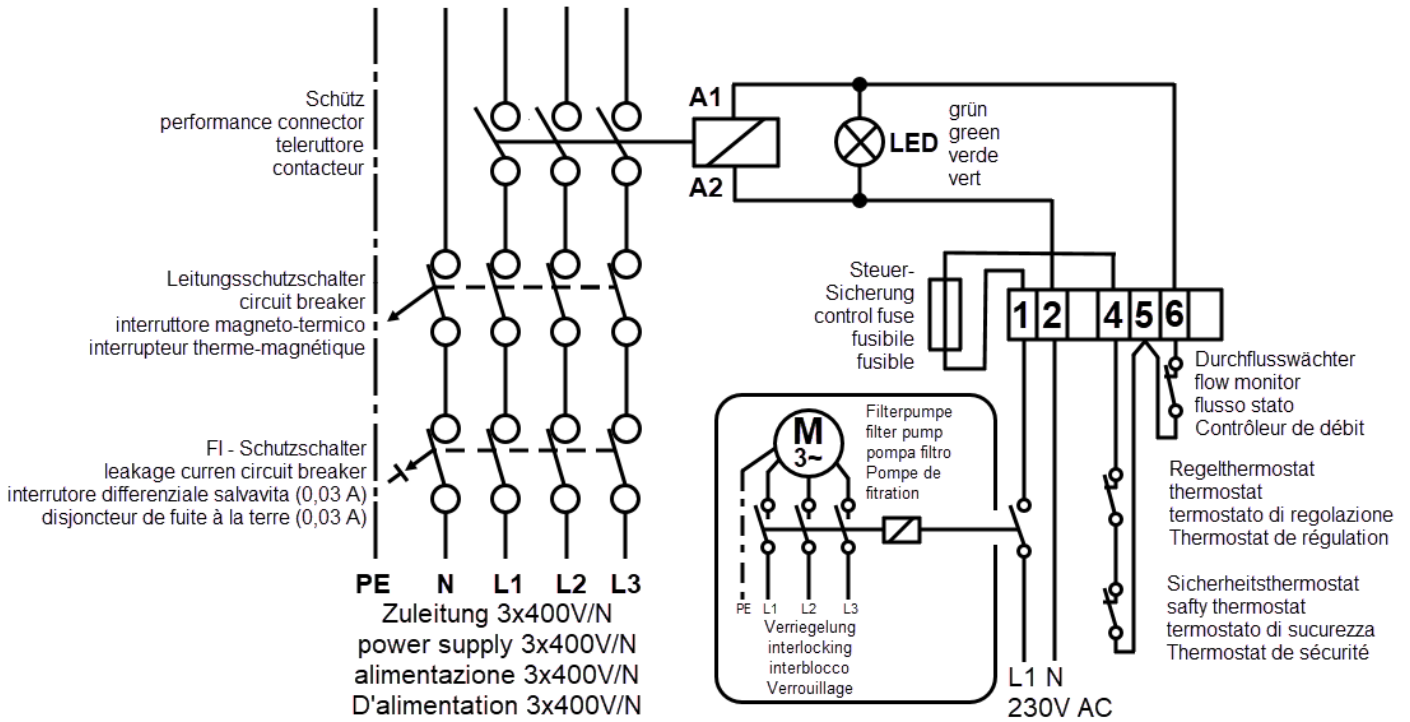 Schütz
performance connector
teleruttore
contacteur
A1
A2
LED
grün
green
verde
vert
Leitungsschutzschalter
circuit breaker
interruttore magneto-termico
interrupteur therme-magnétique
Steuer-
Sicherung
control fuse
fusibile
fusible
1 2 4 5 6
Durchflusswächter
flow monitor
flusso stato
Contrôleur de débit
FI - Schutzschalter
leakage curren circuit breaker
interrutore differenziale salvavita (0,03 A)
disjoncteur de fuite à la terre (0,03 A)
M
3~
Filterpumpe
filter pump
pompa filtro
Pompe de
fitration
Regelthermostat
thermostat
termostato di regolazione
Thermostat de régulation
Sicherheitsthermostat
safty thermostat
termostato di sucurezza
Thermostat de sécurité
PE N L1 L2 L3
Zuleitung 3x400V/N
power supply 3x400V/N
alimentazione 3x400V/N
D'alimentation 3x400V/N
PE L1 L2 L3
Verriegelung
interlocking
interblocco
Verrouillage
L1 N
230V AC